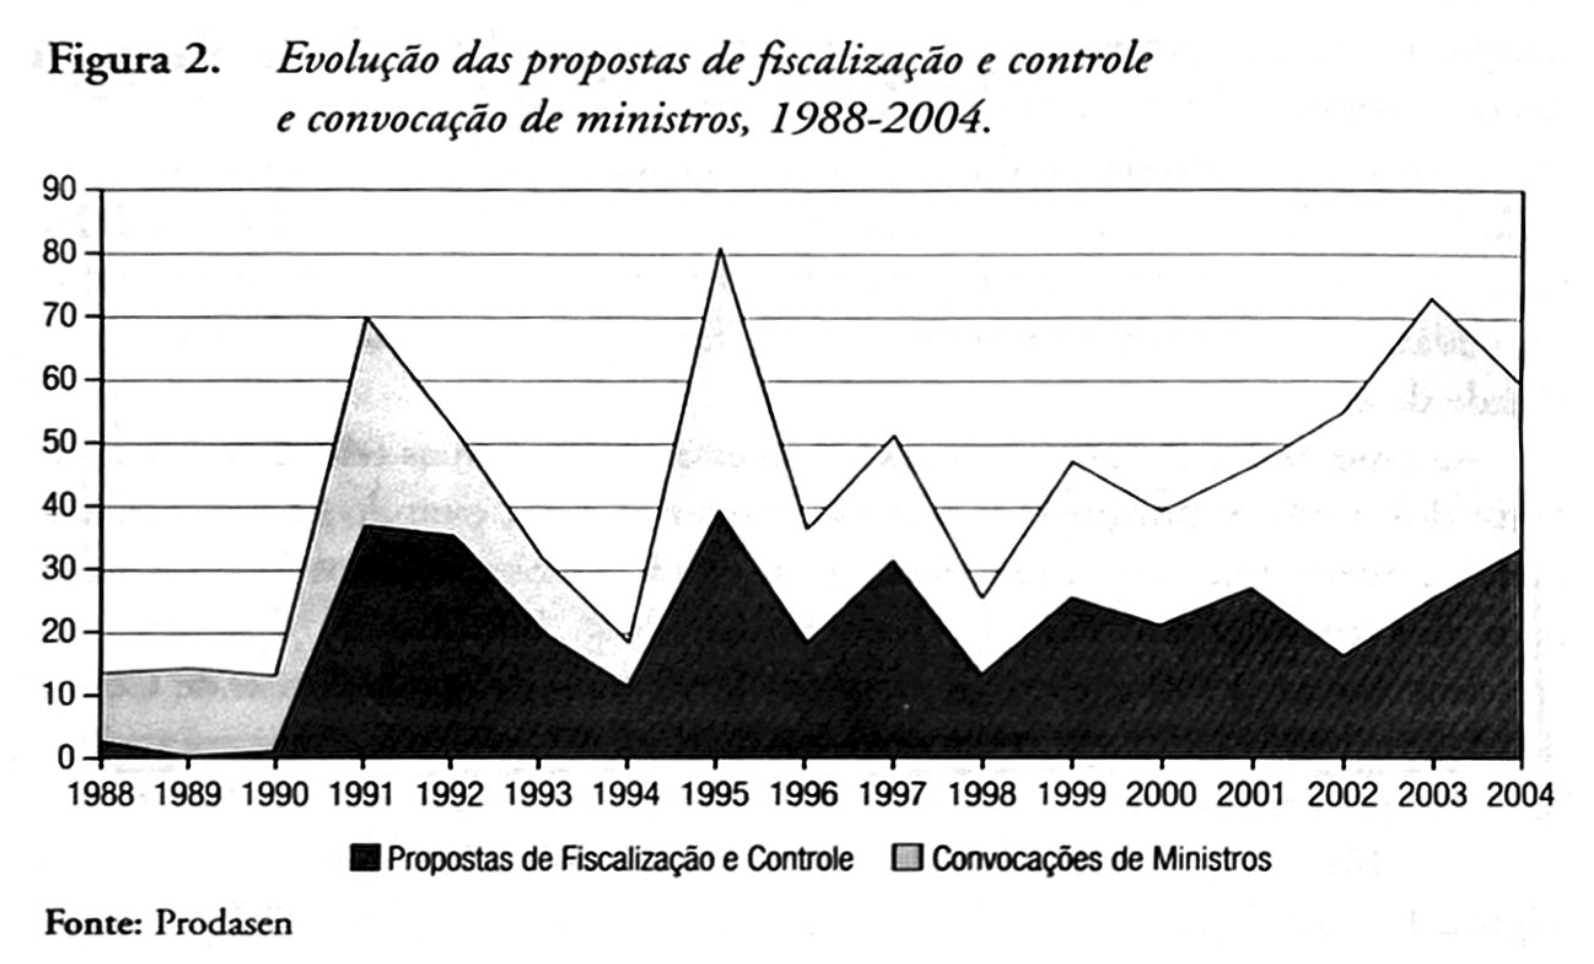 Figura 2. Evolução das propostas de fiscalização e controle
e convocação de ministros, 1988-2004.
90
80
70
60
50
40
30
20
10
0
1988 1989 1990 1991 1992 1993 1994 1995 1996 1997 1998 1999 2000 2001 2002 2003 2004
Propostas de Fiscalização e Controle Convocações de Ministros
Fonte: Prodasen